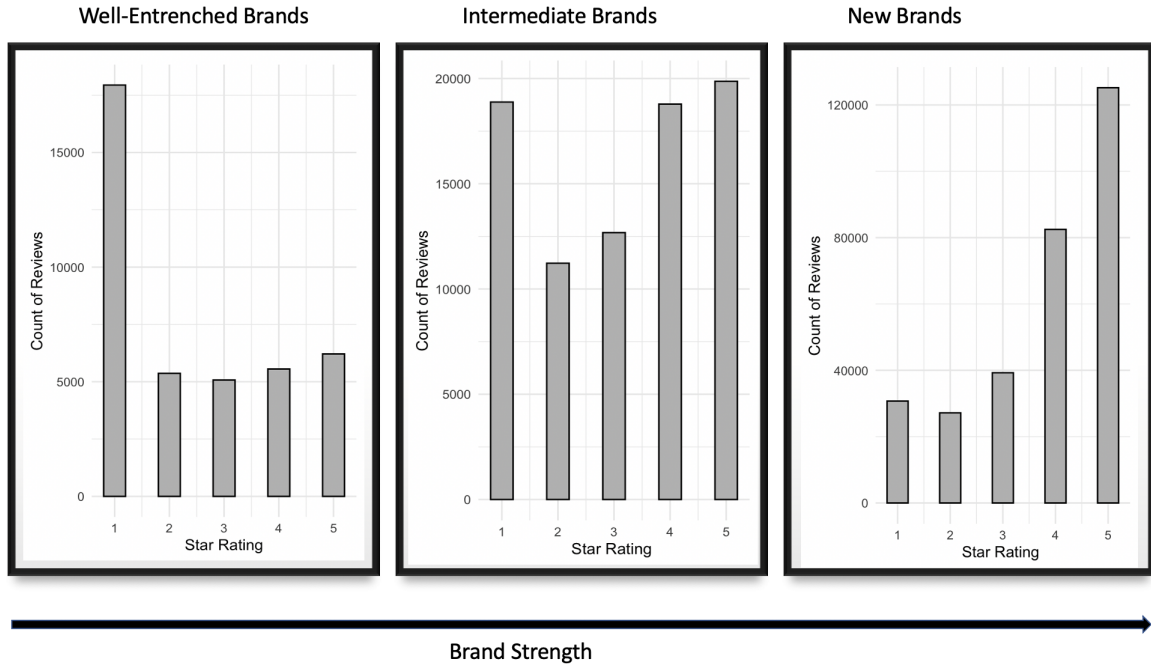 Well-Entrenched Brands
Intermediate Brands
New Brands
Count of Reviews
15000
10000
5000
0
1 2 3 4 5
Star Rating
Count of Reviews
20000
15000
10000
5000
0
1 2 3 4 5
Star Rating
Count of Reviews
120000
80000
40000
0
1 2 3 4 5
Star Rating
Brand Strength